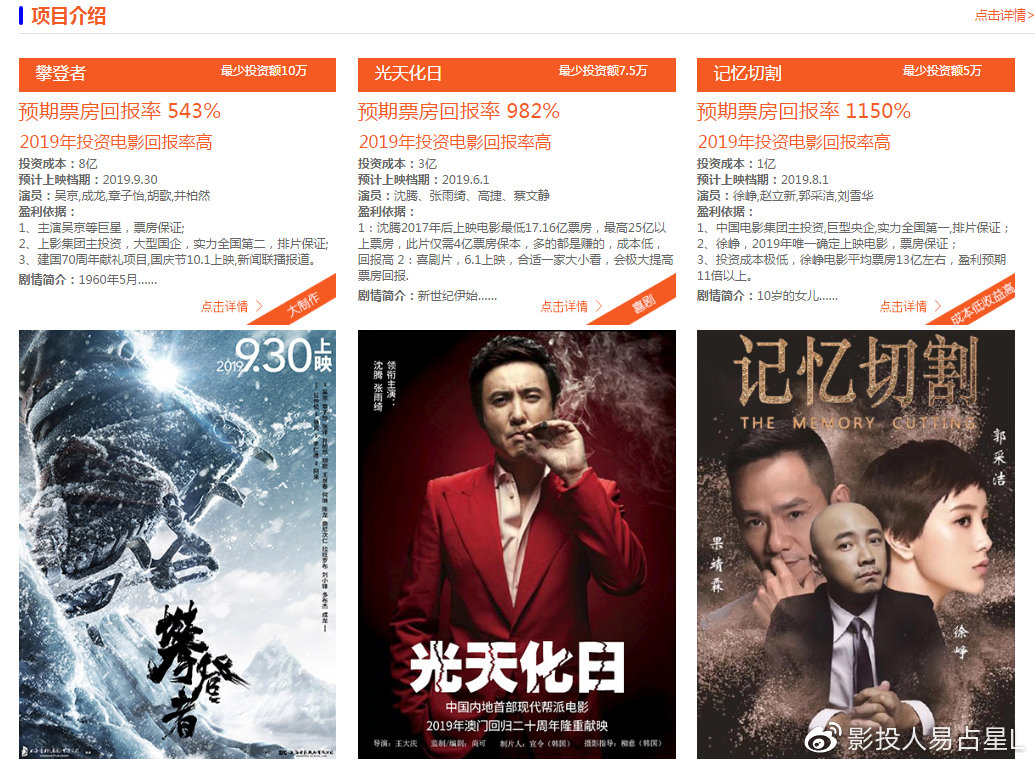 项目介绍
点击详情>
攀登者 最少投资额10万
预期票房回报率 543%
2019年投资电影回报率高
投资成本：8亿
预计上映档期：2019.9.30
演员：吴京,成龙,章子怡,胡歌,井柏然
盈利依据：
1、主演吴京等巨星，票房保证;
2、上影集团主投资，大型国企，实力全国第二，排片保证;
3、建国70周年献礼项目,国庆节10.1上映,新闻联播报道。
剧情简介：1960年5月......
点击详情 >
大制作
光天化日 最少投资额7.5万
预期票房回报率 982%
2019年投资电影回报率高
投资成本：3亿
预计上映档期：2019.6.1
演员：沈腾、张雨绮、高捷、蔡文静
盈利依据：
1：沈腾2017年后上映电影最低17.16亿票房，最高25亿以
上票房，此片仅需4亿票房保本，多的都是赚的，成本低，
回报高 2：喜剧片，6.1上映，合适一家大小看，会极大提高
票房回报.
剧情简介：新世纪伊始......
点击详情 >
喜剧
记忆切割 最少投资额5万
预期票房回报率 1150%
2019年投资电影回报率高
投资成本：1亿
预计上映档期：2019.8.1
演员：徐峥,赵立新,郭采洁,刘雪华
盈利依据：
1、中国电影集团主投资,巨型央企,实力全国第一,排片保证；
2、徐峥，2019年唯一确定上映电影，票房保证；
3、投资成本极低，徐峥电影平均票房13亿左右，盈利预期
11倍以上。
剧情简介：10岁的女儿......
点击详情 >
成本低收益高
2019 9.30 上映
攀登者
领衔主演：
沈腾 张雨绮
光天化日
中国内地首部现代帮派电影
2019年澳门回归二十周年隆重献映
导演：王大庆 监制/编剧：尚可 制片人：宣令（韩国） 摄影指导：柳意（韩国）
记忆切割
THE MEMORY CUTTING
郭采洁
果靖霖
徐峥
影投人易占星L